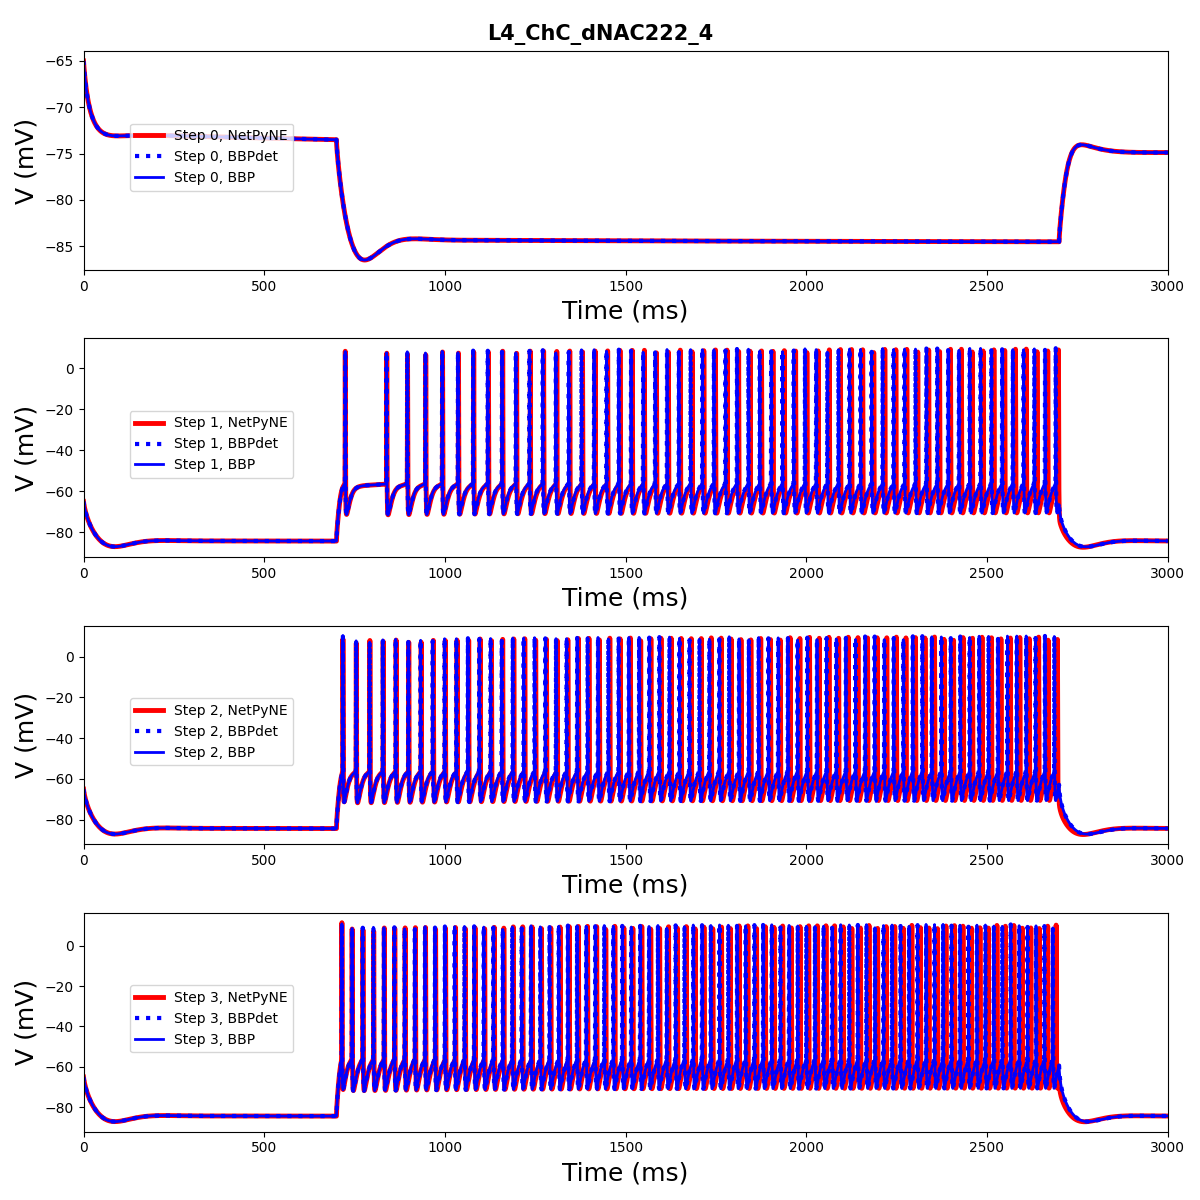 L4_ChC_dNAC222_4
−65
−70
−75
−80
−85
V (mV)
Step 0, NetPyNE
Step 0, BBPdet
Step 0, BBP
0 500 1000 1500 2000 2500 3000
Time (ms)
0
−20
−40
−60
−80
V (mV)
Step 1, NetPyNE
Step 1, BBPdet
Step 1, BBP
0 500 1000 1500 2000 2500 3000
Time (ms)
0
−20
−40
−60
−80
V (mV)
Step 2, NetPyNE
Step 2, BBPdet
Step 2, BBP
0 500 1000 1500 2000 2500 3000
Time (ms)
0
−20
−40
−60
−80
V (mV)
Step 3, NetPyNE
Step 3, BBPdet
Step 3, BBP
0 500 1000 1500 2000 2500 3000
Time (ms)